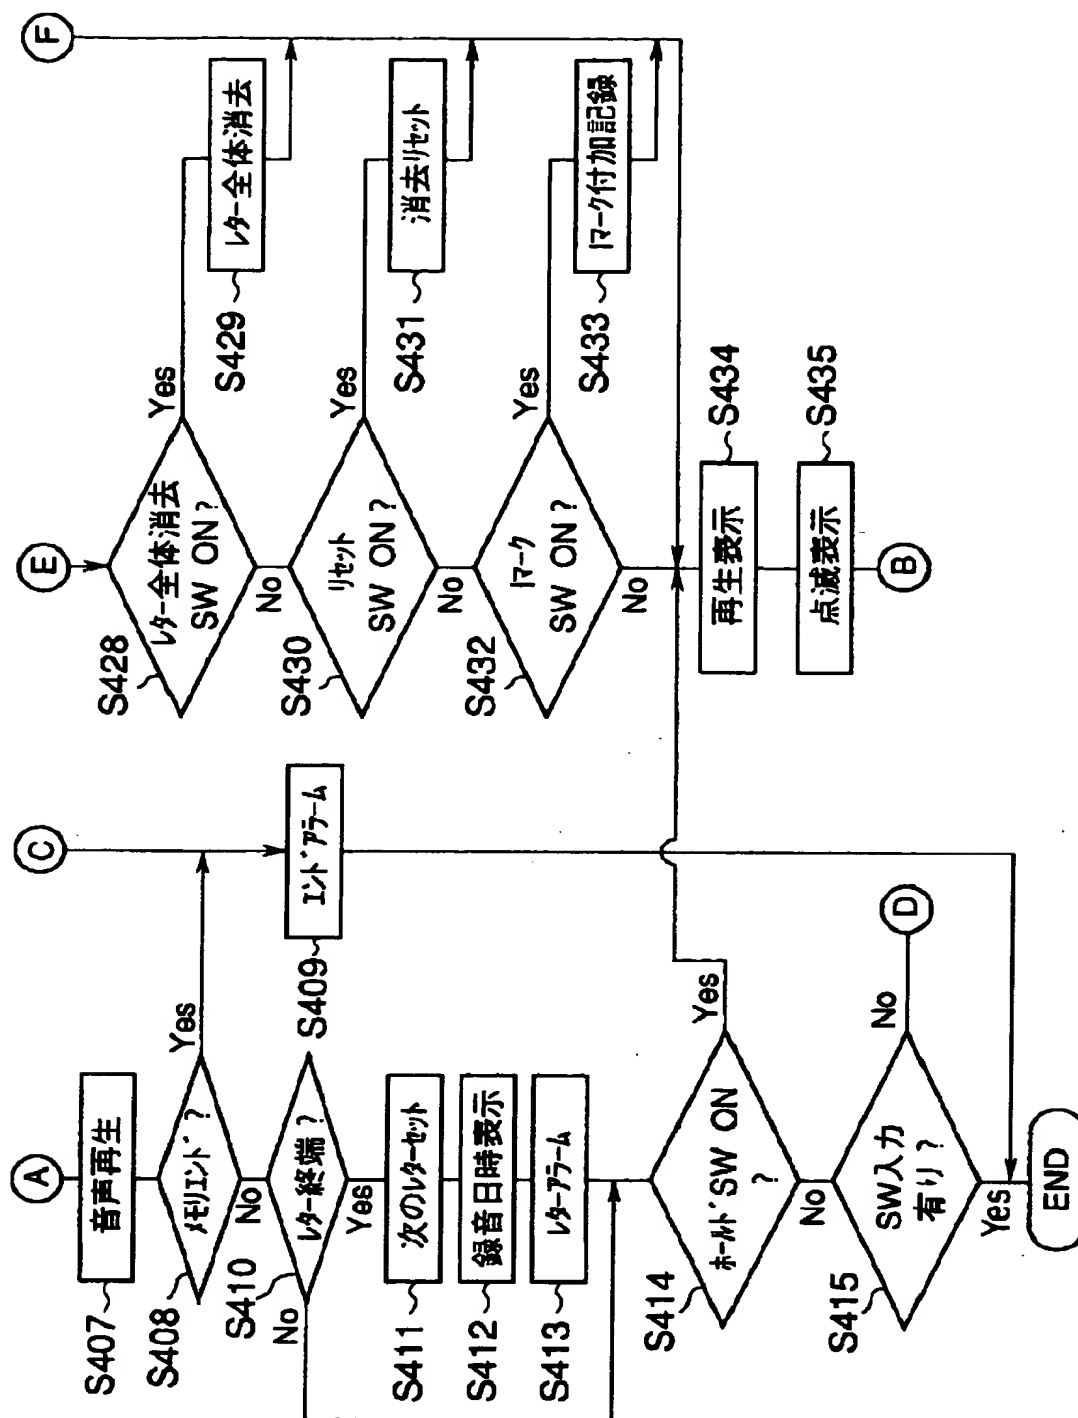 A
音声再生
S407
メモリエンド?
S408
Yes
No
C
エンドアラーム
S409
レター終端?
S410
No
Yes
次のレターセット
S411
録音日時表示
S412
レターアラーム
S413
ホールドSW ON
?
S414
Yes
No
SW入力
有り?
S415
No
D
Yes
END
E
レター全体消去
SW ON?
S428
Yes
No
レター全体消去
S429
F
リセット
SW ON?
S430
Yes
No
消去リセット
S431
Iマーク
SW ON?
S432
Yes
No
Iマーク付加記録
S433
再生表示
S434
点滅表示
S435
B